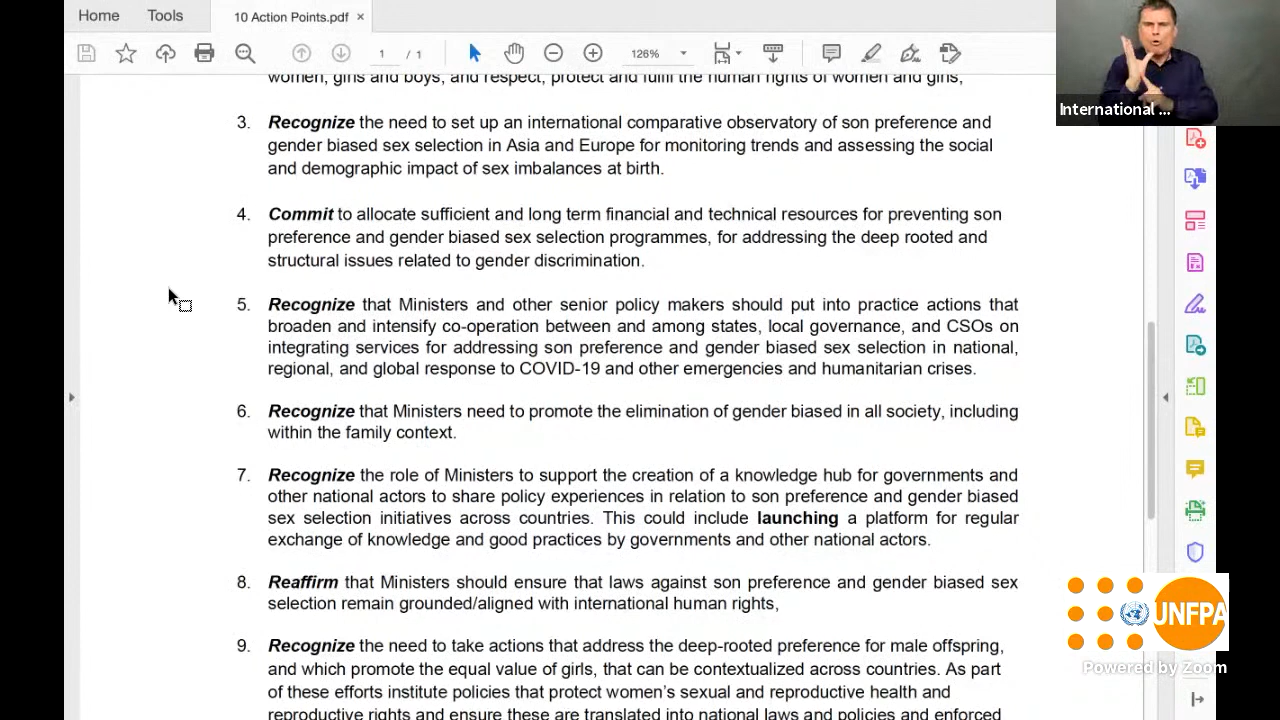 Home
Tools
10 Action Points.pdf ×
1 / 1
126%
International ...
women, girls and boys, and respect, protect and fulfil the human rights of women and girls,
3. Recognize the need to set up an international comparative observatory of son preference and
gender biased sex selection in Asia and Europe for monitoring trends and assessing the social
and demographic impact of sex imbalances at birth.
4. Commit to allocate sufficient and long term financial and technical resources for preventing son
preference and gender biased sex selection programmes, for addressing the deep rooted and
structural issues related to gender discrimination.
5. Recognize that Ministers and other senior policy makers should put into practice actions that
broaden and intensify co-operation between and among states, local governance, and CSOs on
integrating services for addressing son preference and gender biased sex selection in national,
regional, and global response to COVID-19 and other emergencies and humanitarian crises.
6. Recognize that Ministers need to promote the elimination of gender biased in all society, including
within the family context.
7. Recognize the role of Ministers to support the creation of a knowledge hub for governments and
other national actors to share policy experiences in relation to son preference and gender biased
sex selection initiatives across countries. This could include launching a platform for regular
exchange of knowledge and good practices by governments and other national actors.
8. Reaffirm that Ministers should ensure that laws against son preference and gender biased sex
selection remain grounded/aligned with international human rights,
9. Recognize the need to take actions that address the deep-rooted preference for male offspring,
and which promote the equal value of girls, that can be contextualized across countries. As part
of these efforts institute policies that protect women's sexual and reproductive health and
reproductive rights and ensure these are translated into national laws and policies and enforced
UNFPA
Powered by Zoom